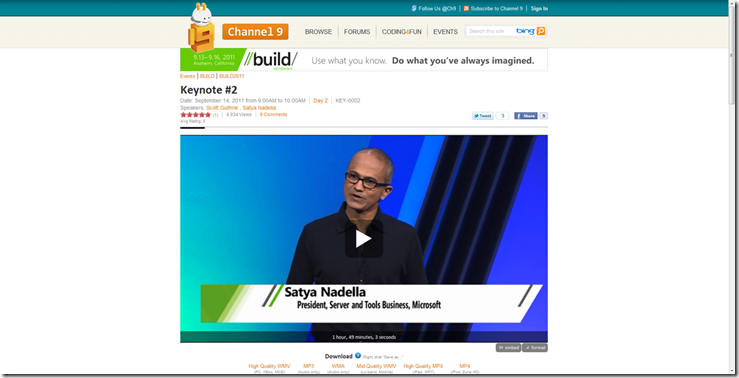 Follow Us @Ch9 Subscribe to Channel 9 Sign In
Channel 9 BROWSE FORUMS CODING4FUN EVENTS Search this site bing
9.13–9.16, 2011
Anaheim, California
//build/
windows
Use what you know. Do what you've always imagined.
Events | BUILD | BUILD2011
Keynote #2
Date: September 14, 2011 from 9:00AM to 10:00AM Day 2 KEY-0002
Speakers: Scott Guthrie , Satya Nadella
(1) 4,934 Views
Avg Rating: 5
Comments
Tweet 3 Share
Satya Nadella
President, Server and Tools Business, Microsoft
1 hour, 49 minutes, 3 seconds
embed format
Download Right click "Save as..."
High Quality WMV MP3 WMA Mid Quality WMV High Quality MP4 MP4
(PC, Xbox, MCE) (Audio only) (Audio only) (Lo-band, Mobile) (iPad, WP7) (iPod, Zune HD)